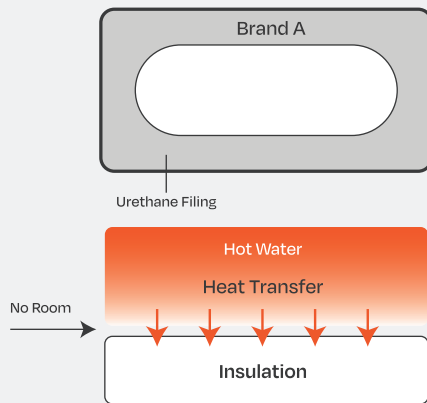 Brand A
Urethane Filing
Hot Water
Heat Transfer
No Room
Insulation